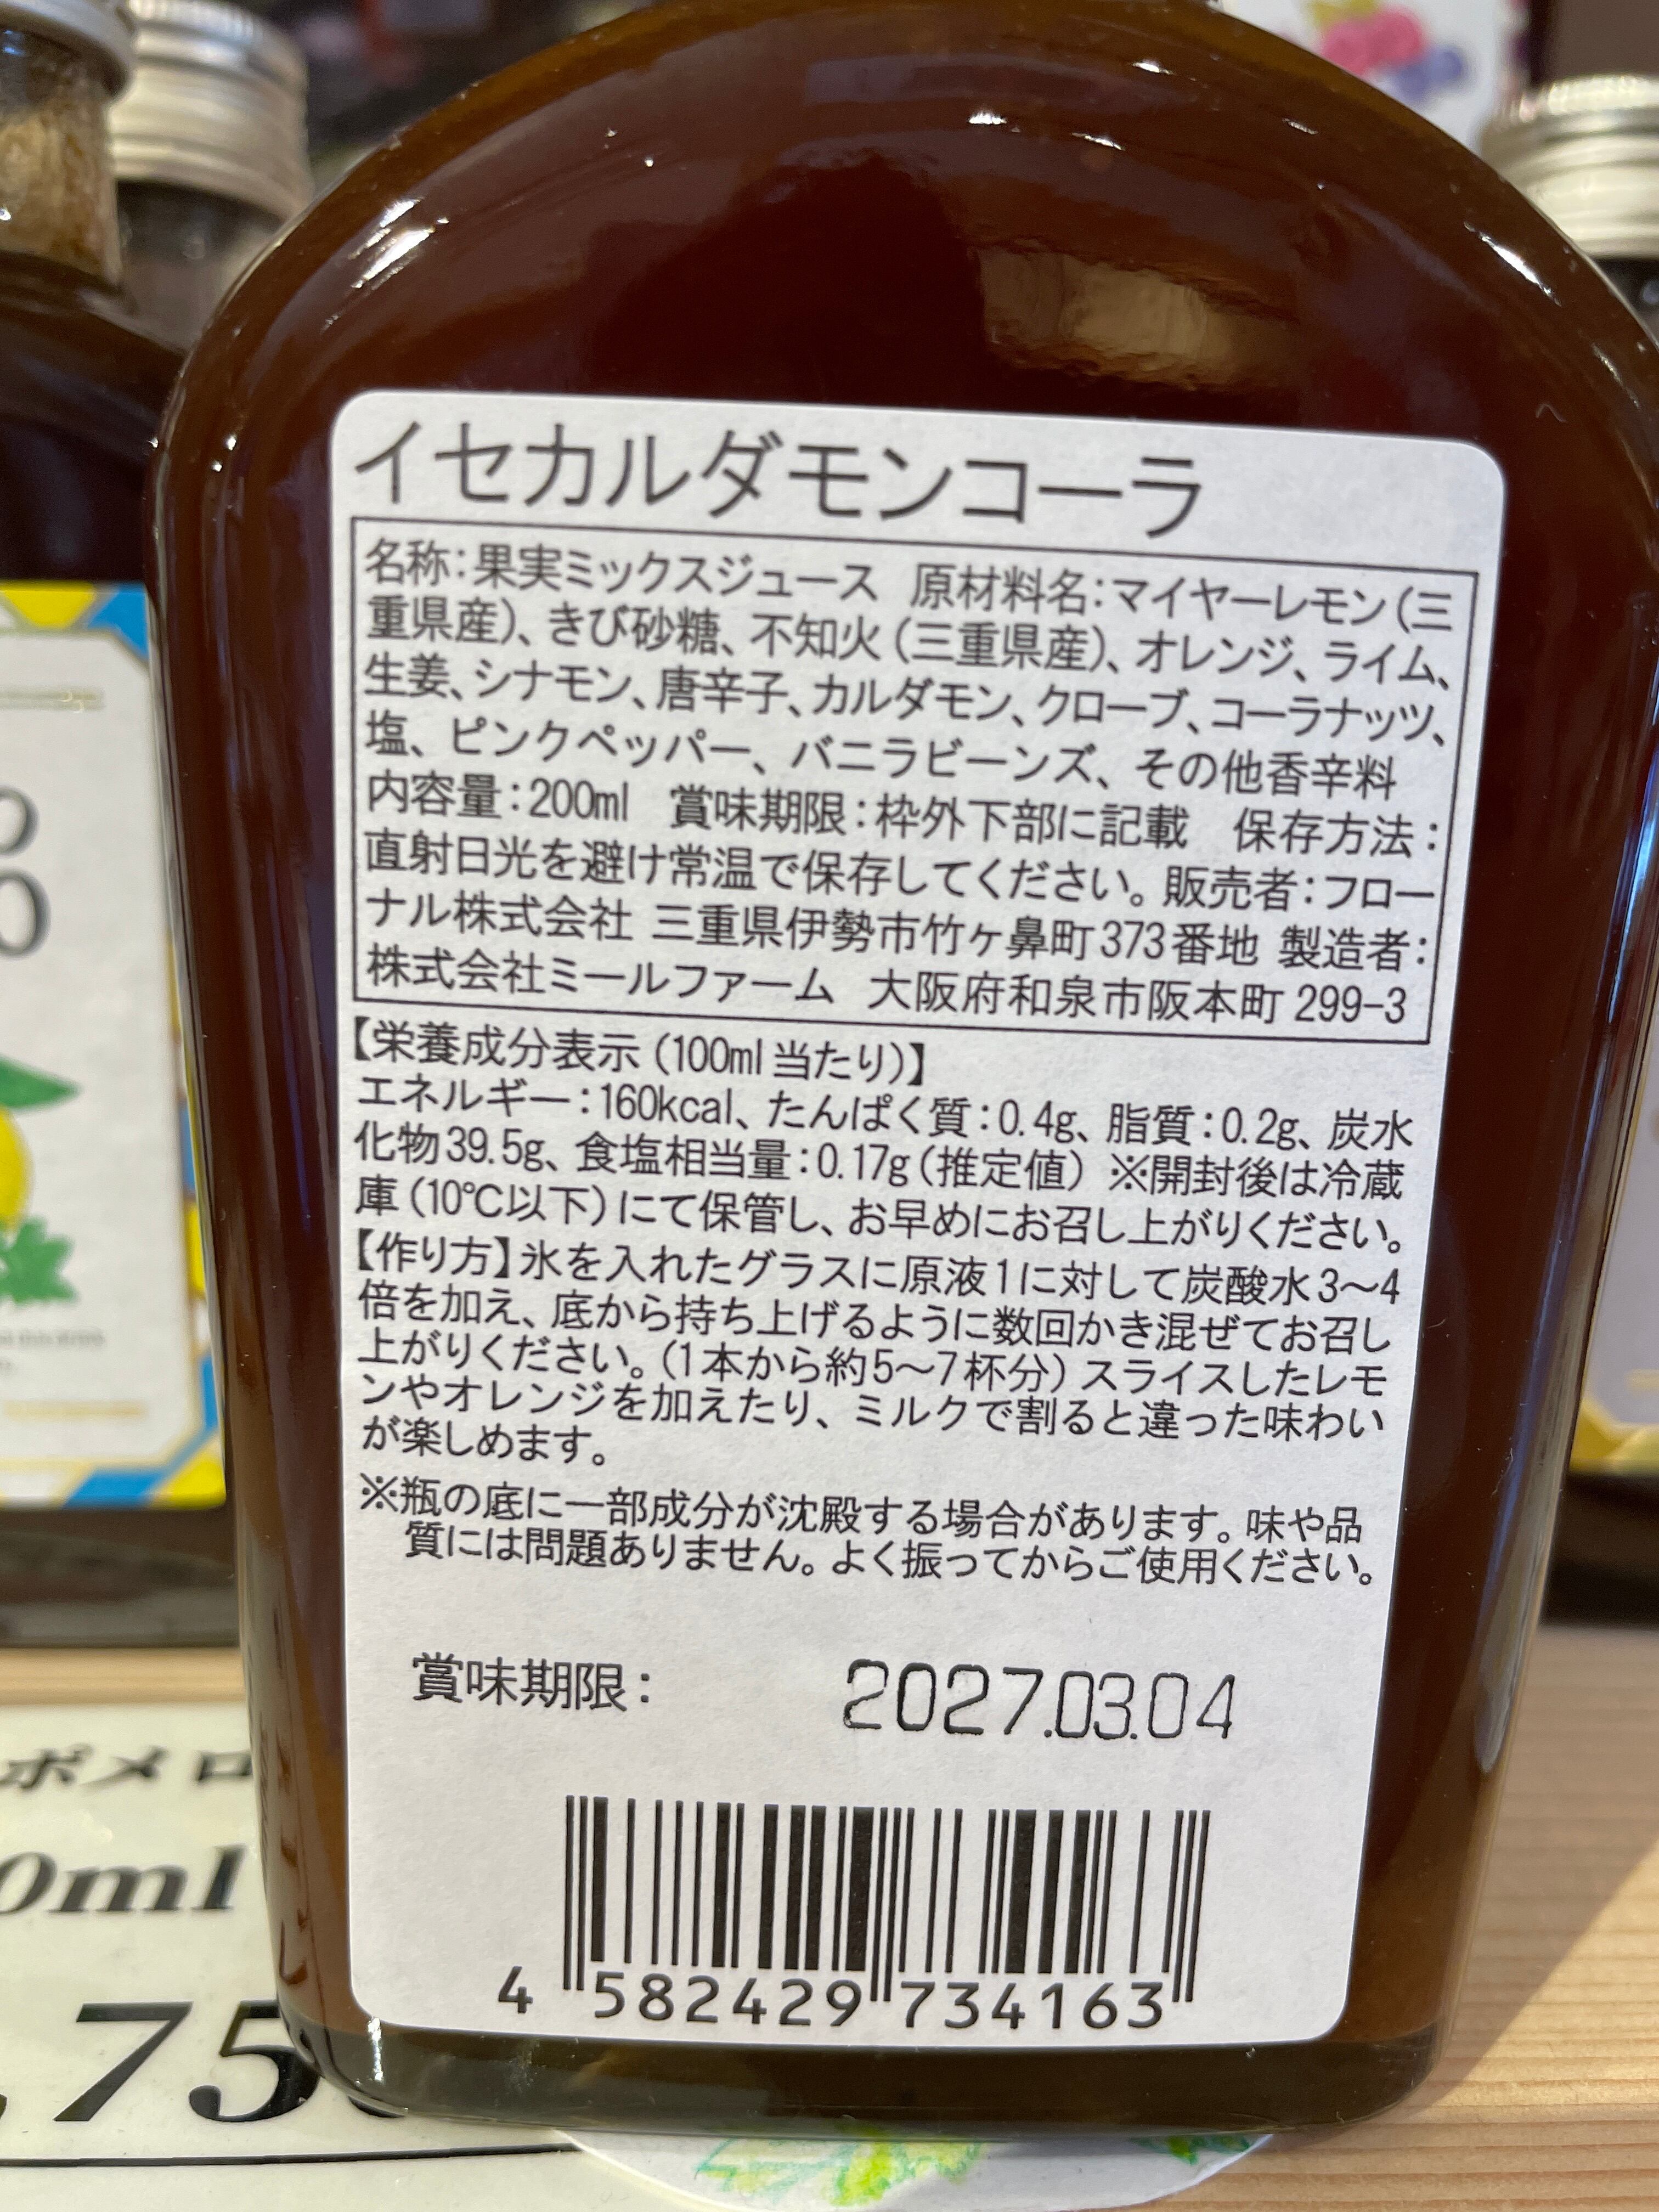 イセカルダモンコーラ
名称：果実ミックスジュース 原材料名：マイヤーレモン（三
重県産）、きび砂糖、不知火（三重県産）、オレンジ、ライム、
生姜、シナモン、唐辛子、カルダモン、クローブ、コーラナッツ、
塩、ピンクペッパー、バニラビーンズ、その他香辛料
内容量：200ml 賞味期限：枠外下部に記載 保存方法：
直射日光を避け常温で保存してください。販売者：フロー
ナル株式会社 三重県伊勢市竹ヶ鼻町373番地 製造者：
株式会社ミールファーム 大阪府和泉市阪本町 299-3
【栄養成分表示（100ml当たり）】
エネルギー：160kcal、たんぱく質：0.4g、脂質：0.2g、炭水
化物39.5g、食塩相当量：0.17g（推定値）※開封後は冷蔵
庫（10℃以下）にて保管し、お早めにお召し上がりください。
【作り方】氷を入れたグラスに原液1に対して炭酸水3～4
倍を加え、底から持ち上げるように数回かき混ぜてお召し
上がりください。（1本から約5～7杯分）スライスしたレモ
ンやオレンジを加えたり、ミルクで割ると違った味わい
が楽しめます。
※瓶の底に一部成分が沈殿する場合があります。味や品
質には問題ありません。よく振ってからご使用ください。
賞味期限： 2027.03.04
4 582429 734163
ポメロ
0ml
,75